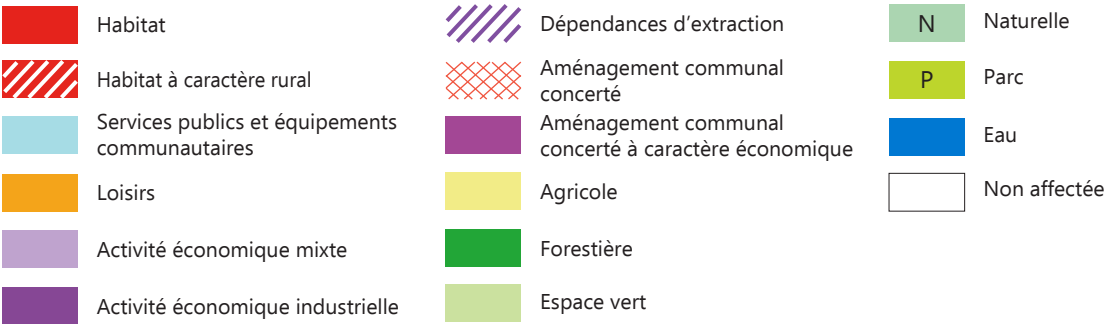 Habitat
Habitat à caractère rural
Services publics et équipements
communautaires
Loisirs
Activité économique mixte
Activité économique industrielle
Dépendances d'extraction
Aménagement communal
concerté
Aménagement communal
concerté à caractère économique
Agricole
Forestière
Espace vert
N Naturelle
P Parc
Eau
Non affectée